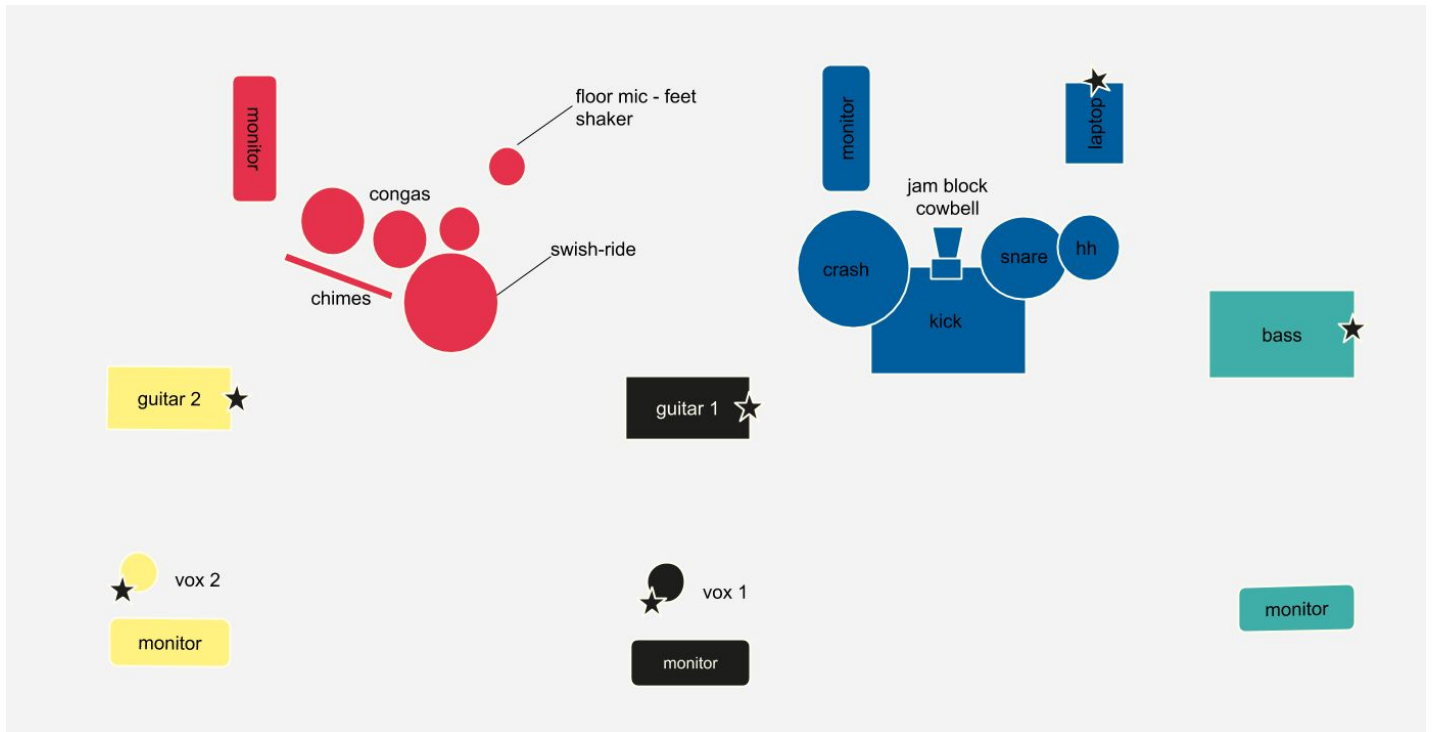 monitor
floor mic - feet
shaker
congas
swish-ride
chimes
monitor
laptop
jam block
cowbell
crash
snare
hh
kick
bass
guitar 2
guitar 1
vox 2
vox 1
monitor
monitor
monitor